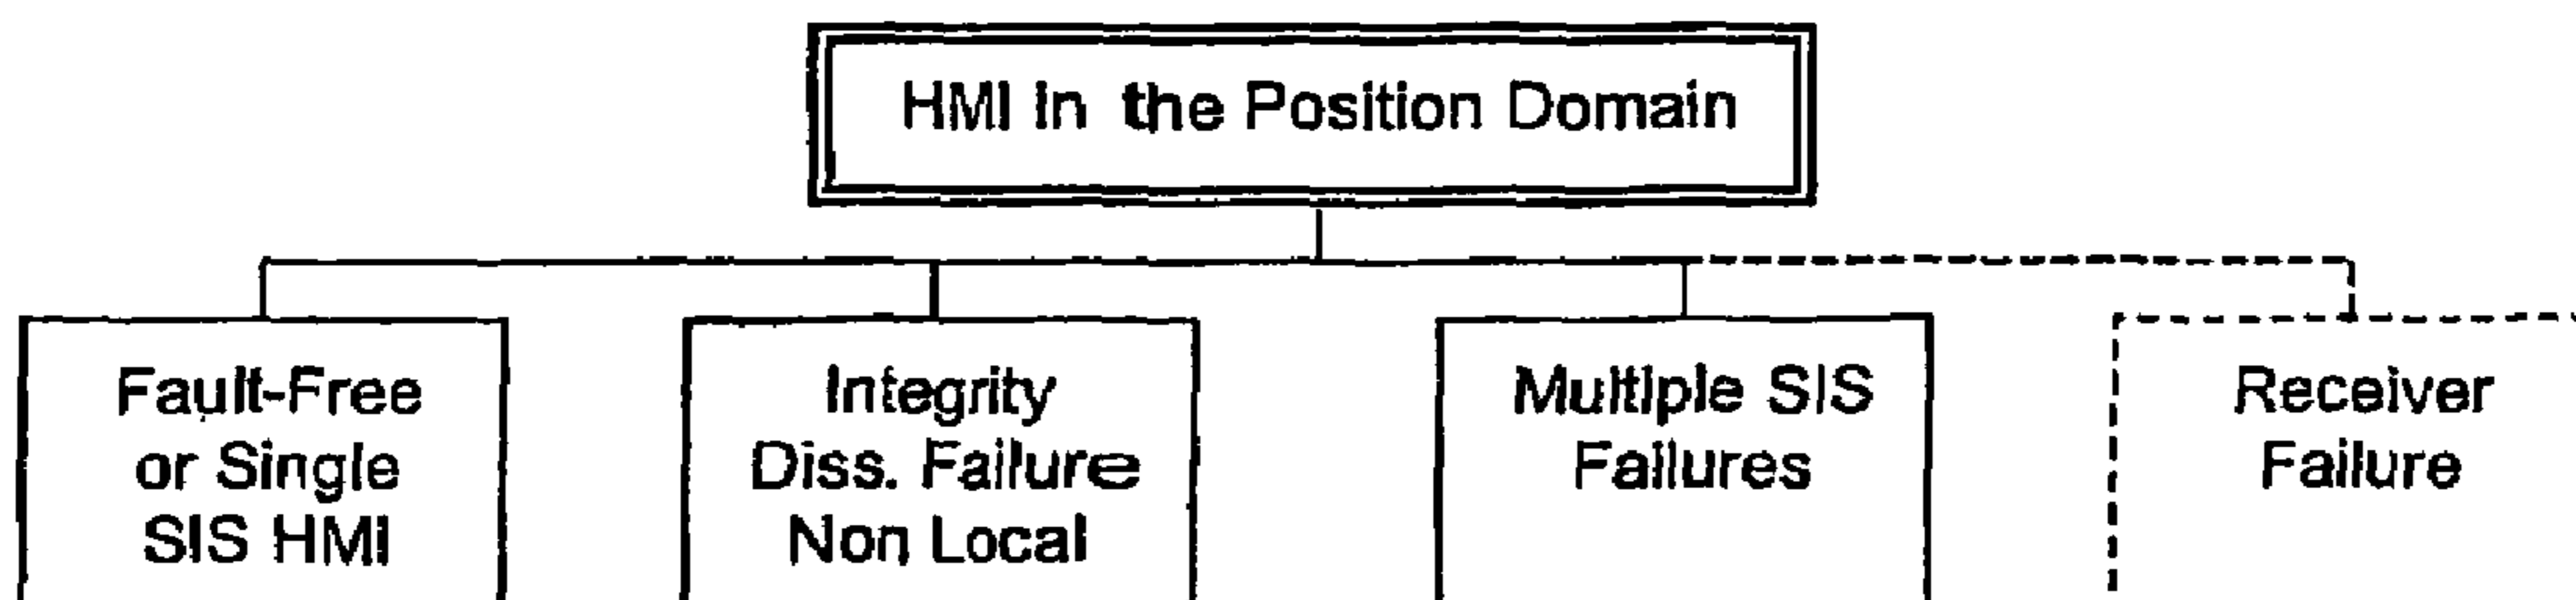 HMI In the Position Domain
Fault-Free
or Single
SIS HMI
Integrity
Diss. Failure
Non Local
Multiple SIS
Failures
Receiver
Failure